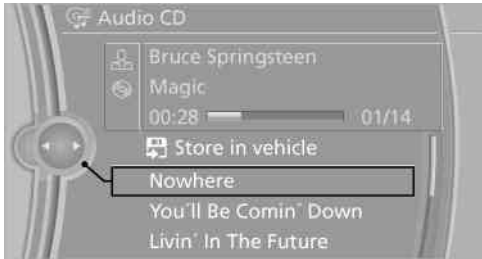 Audio CD
Bruce Springsteen
Magic
00:28 01/14
Store in vehicle
Nowhere
You´ll Be Comin´ Down
Livin´ In The Future